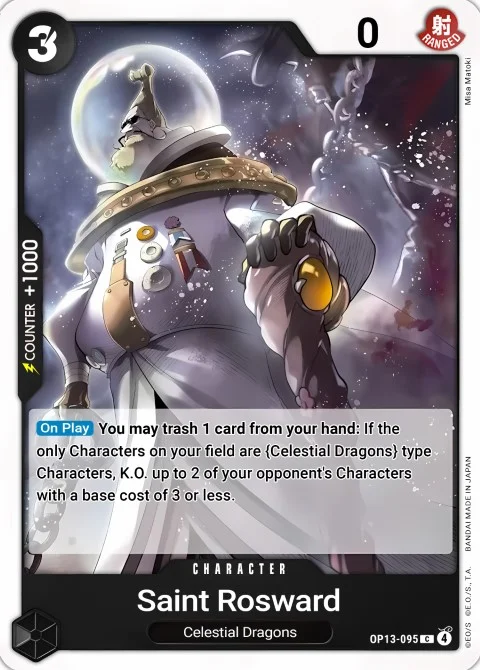 3
0
射
RANGED
Misa Matoki
COUNTER +1000
On Play You may trash 1 card from your hand: If the
only Characters on your field are {Celestial Dragons} type
Characters, K.O. up to 2 of your opponent's Characters
with a base cost of 3 or less.
CHARACTER
Saint Rosward
Celestial Dragons
OP13-095 C 4
©E.O/S ©E.O./S.,T.A. BANDAI MADE IN JAPAN